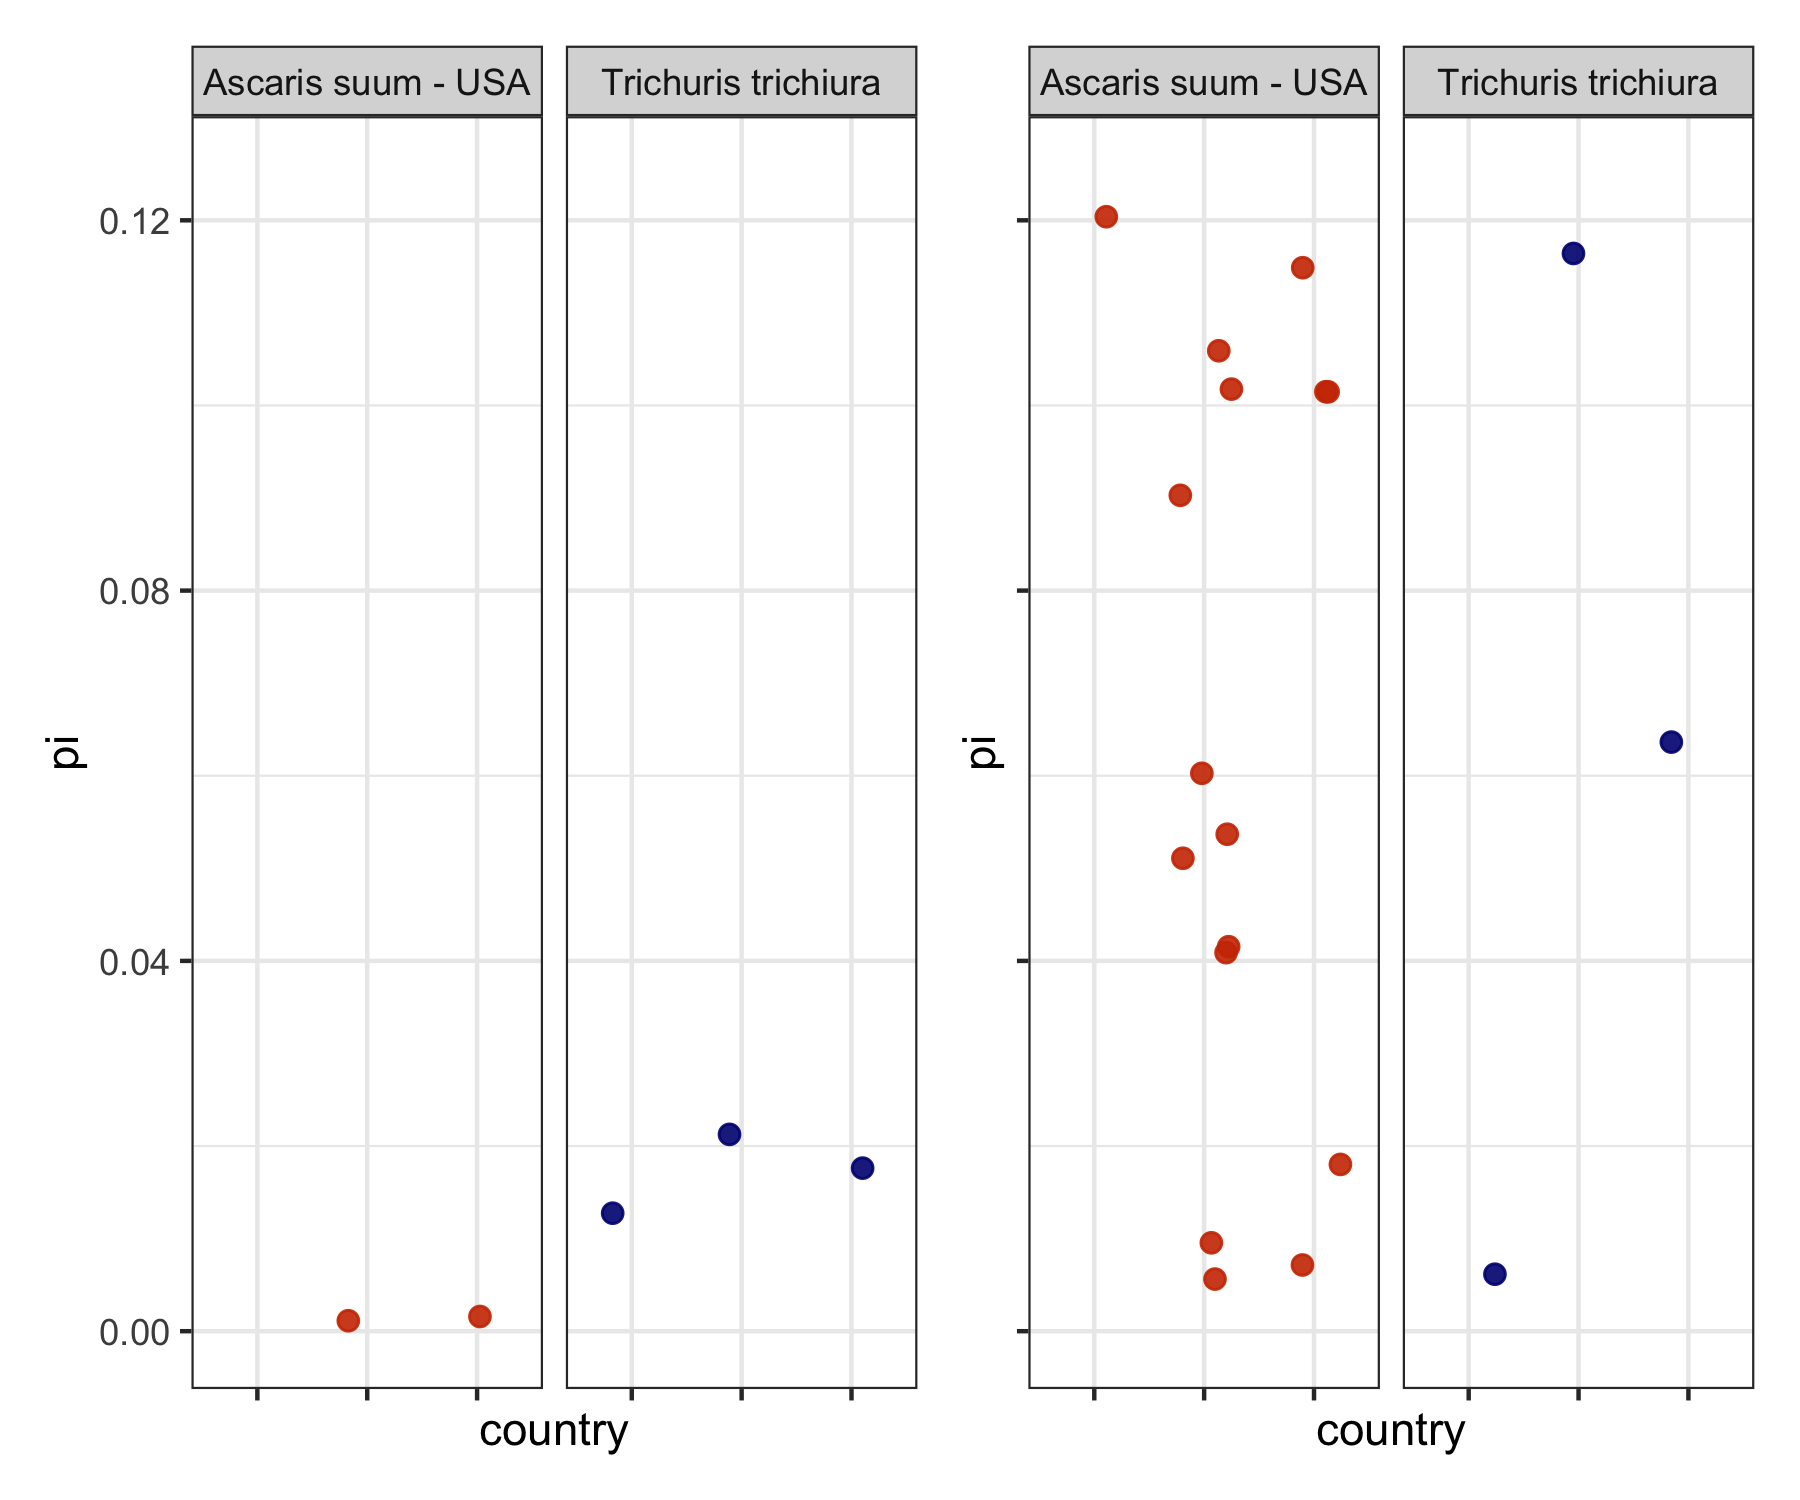 Ascaris suum - USA
Trichuris trichiura
Ascaris suum - USA
Trichuris trichiura
0.12
0.08
0.04
0.00
pi
pi
country
country